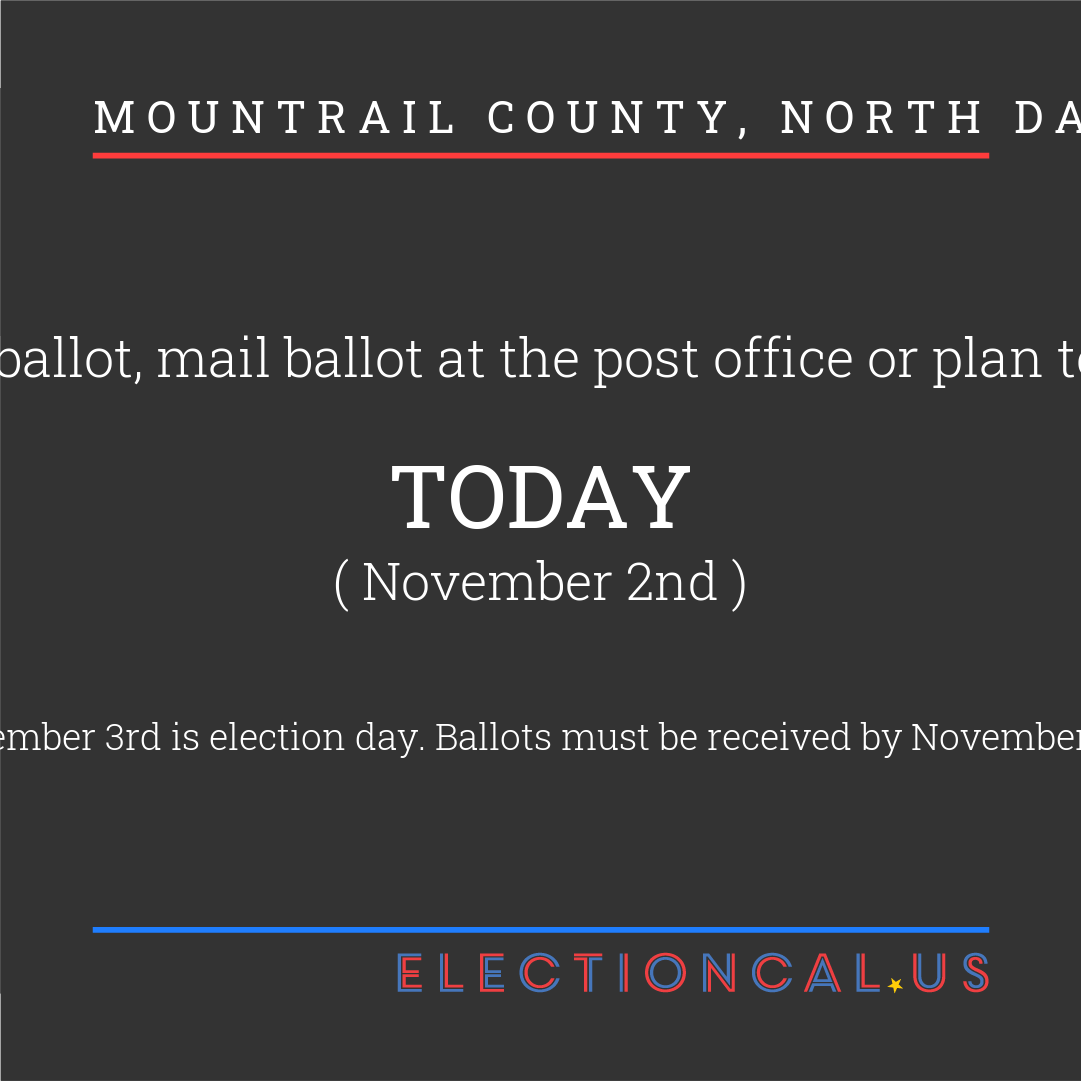 MOUNTRAIL COUNTY, NORTH DA
ballot, mail ballot at the post office or plan to
TODAY
( November 2nd )
ember 3rd is election day. Ballots must be received by November
ELECTIONCAL.US